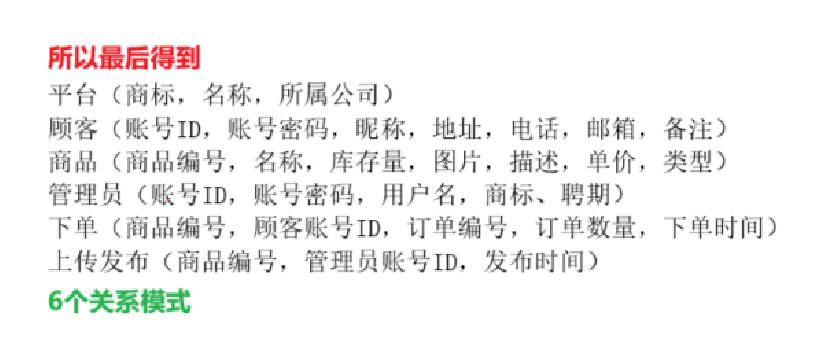 所以最后得到
平台（商标，名称，所属公司）
顾客（账号ID，账号密码，昵称，地址，电话，邮箱，备注）
商品（商品编号，名称，库存量，图片，描述，单价，类型）
管理员（账号ID，账号密码，用户名，商标、聘期）
下单（商品编号，顾客账号ID，订单编号，订单数量，下单时间）
上传发布（商品编号，管理员账号ID，发布时间）
6个关系模式